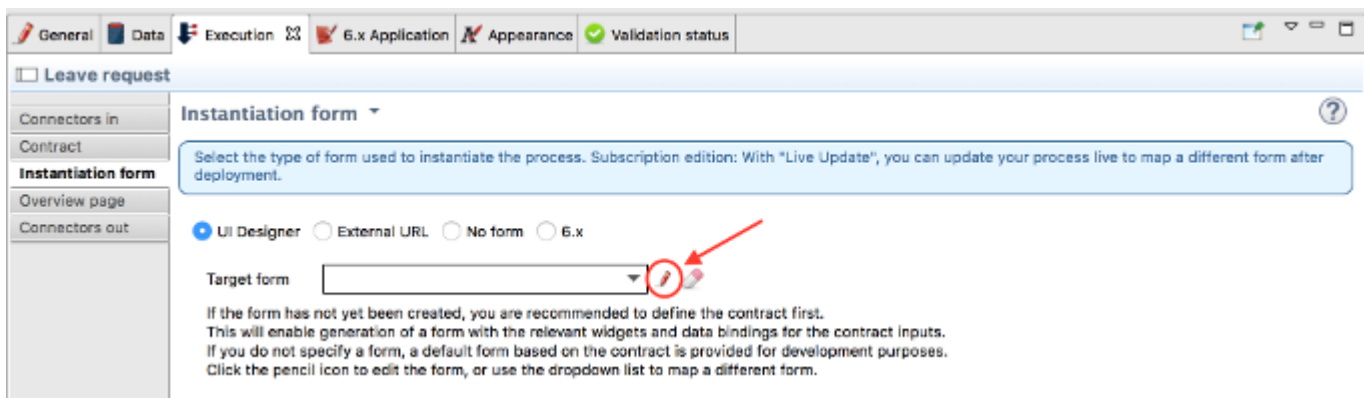 General Data Execution 6.x Application Appearance Validation status
Leave request
Connectors in
Contract
Instantiation form
Overview page
Connectors out
Instantiation form
?
Select the type of form used to instantiate the process. Subscription edition: With "Live Update", you can update your process live to map a different form after
deployment.
UI Designer External URL No form 6.x
Target form
If the form has not yet been created, you are recommended to define the contract first.
This will enable generation of a form with the relevant widgets and data bindings for the contract inputs.
If you do not specify a form, a default form based on the contract is provided for development purposes.
Click the pencil icon to edit the form, or use the dropdown list to map a different form.